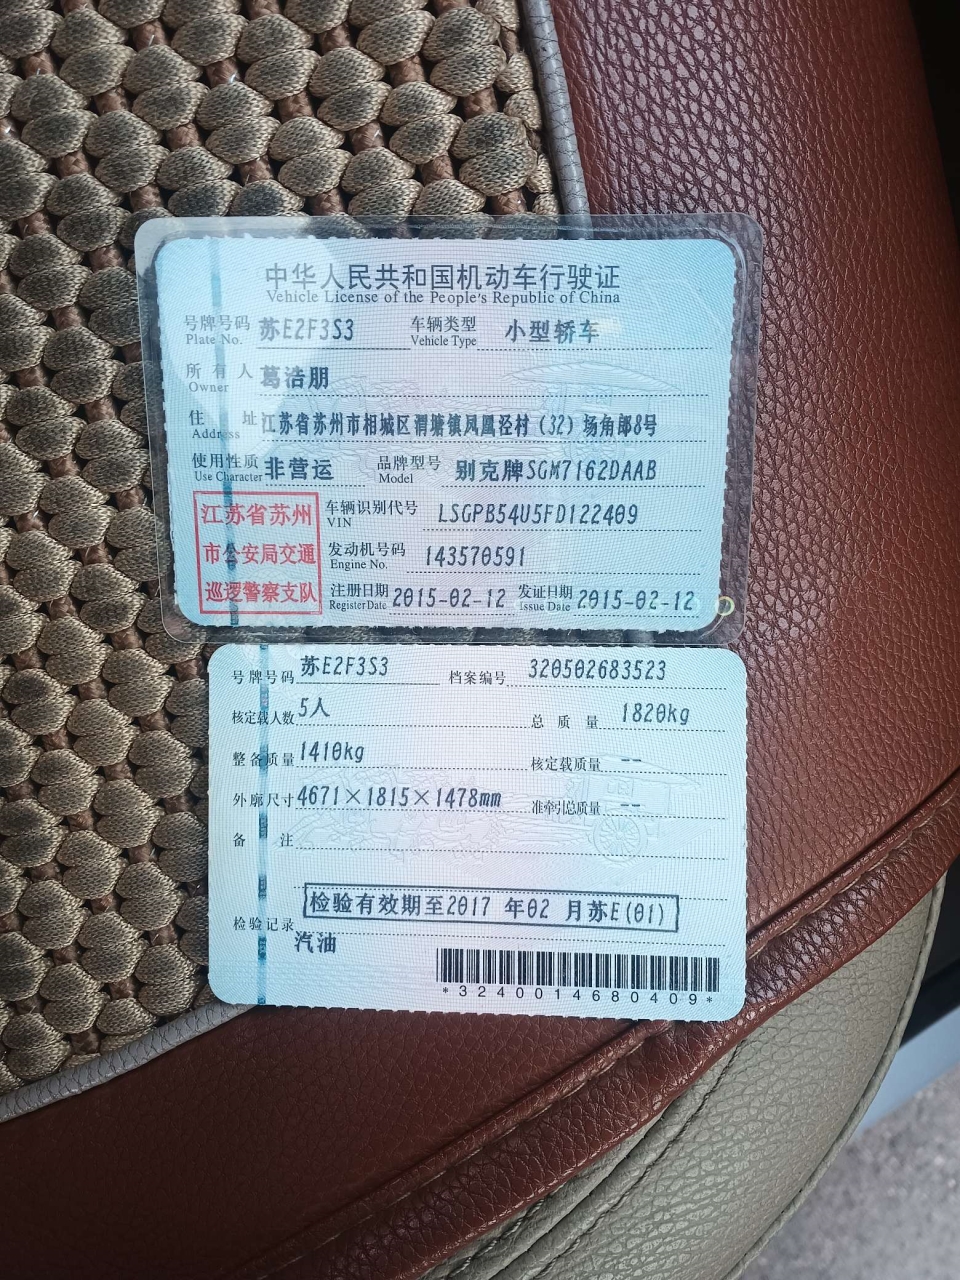 中华人民共和国机动车行驶证
Vehicle License of the People's Republic of China
号牌号码 苏E2F3S3 车辆类型 小型轿车
Plate No. Vehicle Type
所有人 葛浩朋
Owner
住址 江苏省苏州市相城区渭塘镇凤凰泾村(32)场角郎8号
Address
使用性质 非营运 品牌型号 别克牌SGM7162DAAB
Use Character Model
江苏省苏州
市公安局交通
巡逻警察支队
车辆识别代号 LSGPB54U5FD122409
VIN
发动机号码 143570591
Engine No.
注册日期 2015-02-12 发证日期 2015-02-12
Register Date Issue Date
号牌号码 苏E2F3S3 档案编号 320502683523
核定载人数 5人 总质量 1820kg
整备质量 1410kg 核定载质量 --
外廓尺寸 4671×1815×1478mm 准牵引总质量 --
备注
检验记录 检验有效期至2017 年02 月苏E(01)
汽油
*3240014680409*